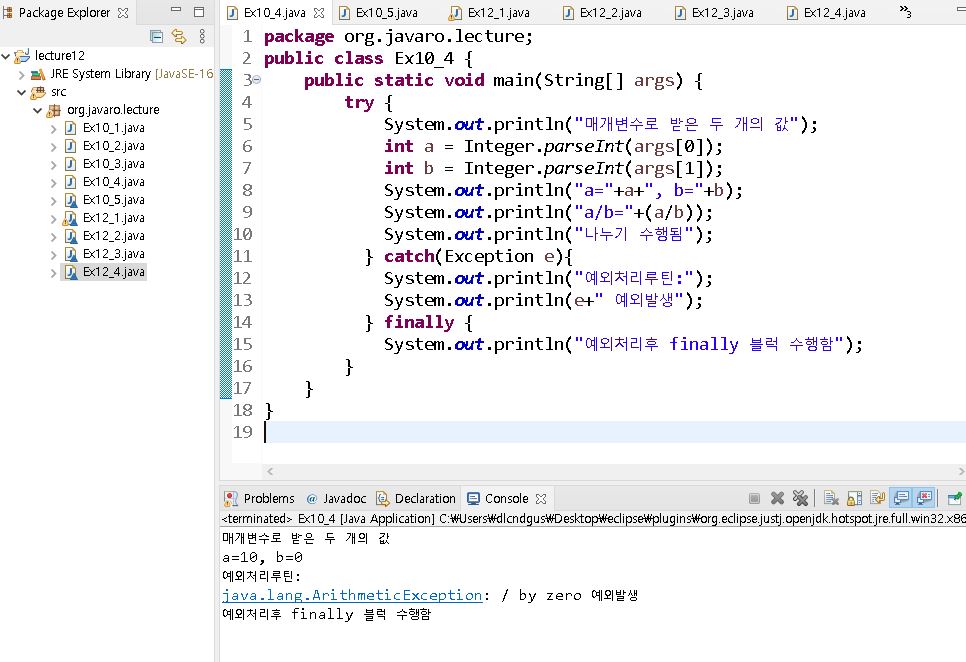 Package Explorer
lecture12
JRE System Library [JavaSE-16
src
org.javaro.lecture
Ex10_1.java
Ex10_2.java
Ex10_3.java
Ex10_4.java
Ex10_5.java
Ex12_1.java
Ex12_2.java
Ex12_3.java
Ex12_4.java
Ex10_4.java Ex10_5.java Ex12_1.java Ex12_2.java Ex12_3.java Ex12_4.java »3
1 package org.javaro.lecture;
2 public class Ex10_4 {
3 public static void main(String[] args) {
4 try {
5 System.out.println("매개변수로 받은 두 개의 값");
6 int a = Integer.parseInt(args[0]);
7 int b = Integer.parseInt(args[1]);
8 System.out.println("a="+a+", b="+b);
9 System.out.println("a/b="+(a/b));
10 System.out.println("나누기 수행됨");
11 } catch(Exception e){
12 System.out.println("예외처리루틴:");
13 System.out.println(e+" 예외발생");
14 } finally {
15 System.out.println("예외처리후 finally 블럭 수행함");
16 }
17 }
18 }
19
Problems @ Javadoc Declaration Console
<terminated> Ex10_4 [Java Application] C:₩Users₩dlcndgus₩Desktop₩eclipse₩plugins₩org.eclipse.justj.openjdk.hotspot.jre.full.win32.x86
매개변수로 받은 두 개의 값
a=10, b=0
예외처리루틴:
java.lang.ArithmeticException: / by zero 예외발생
예외처리후 finally 블럭 수행함